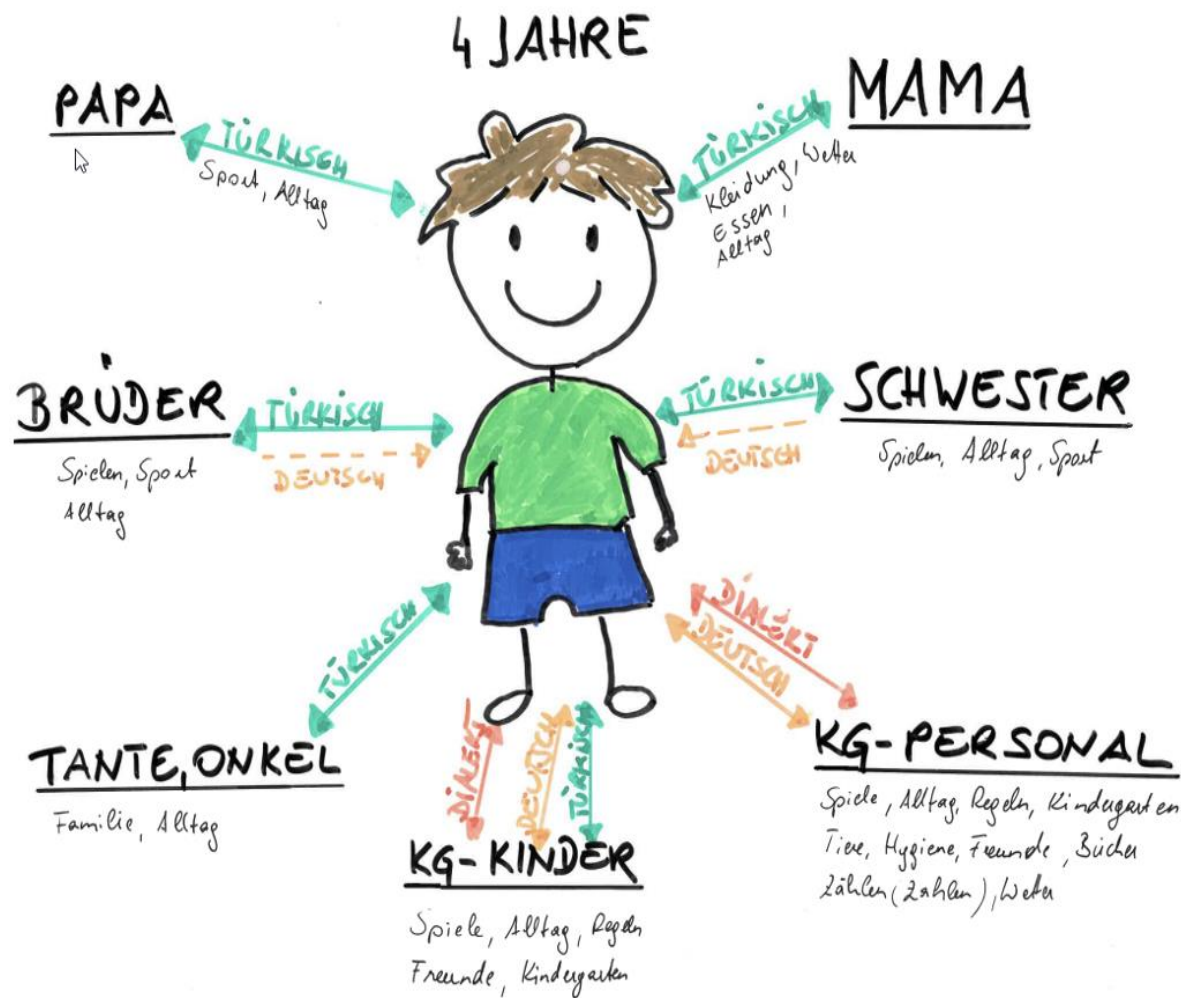 4 JAHRE
PAPA
TÜRKISCH
Sport, Alltag
MAMA
TÜRKISCH
Kleidung, Wetter
Essen,
Alltag
BRÜDER
TÜRKISCH
DEUTSCH
Spielen, Sport
Alltag
SCHWESTER
TÜRKISCH
DEUTSCH
Spielen, Alltag, Sport
TÜRKISCH
TANTE, ONKEL
Familie, Alltag
DIALEKT
DEUTSCH
TÜRKISCH
KG-KINDER
Spiele, Alltag, Regeln
Freunde, Kindergarten
DIALEKT
DEUTSCH
KG-PERSONAL
Spiele, Alltag, Regeln, Kindergarten
Tiere, Hygiene, Freunde, Bücher
Zählen (Zahlen), Wetter